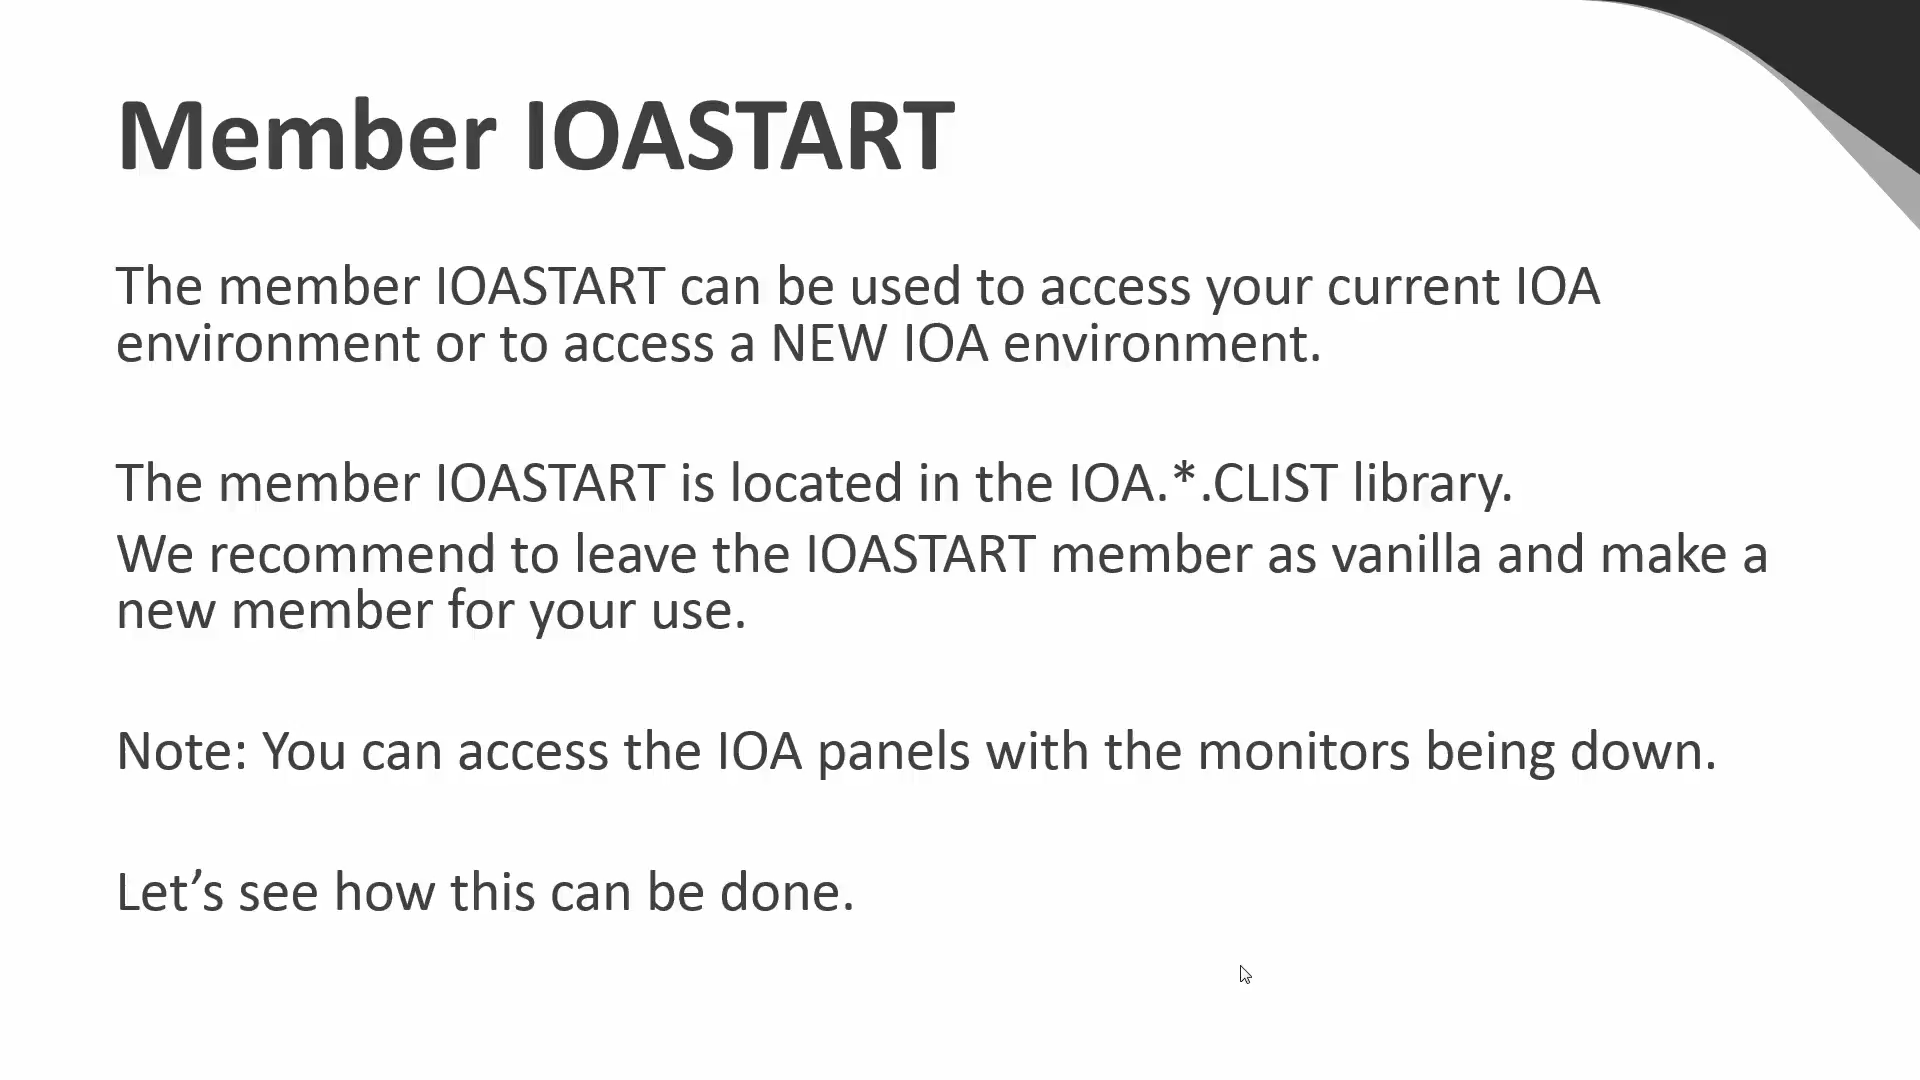 Member IOASTART
The member IOASTART can be used to access your current IOA
environment or to access a NEW IOA environment.
The member IOASTART is located in the IOA.*.CLIST library.
We recommend to leave the IOASTART member as vanilla and make a
new member for your use.
Note: You can access the IOA panels with the monitors being down.
Let’s see how this can be done.